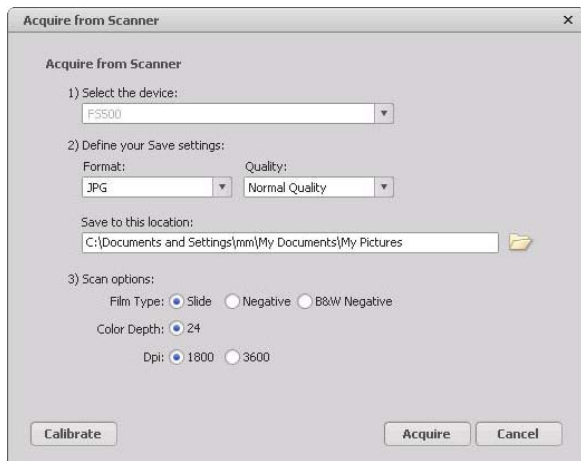 Acquire from Scanner
Acquire from Scanner
1) Select the device:
FS500
2) Define your Save settings:
Format: Quality:
JPG Normal Quality
Save to this location:
C:\Documents and Settings\mm\My Documents\My Pictures
3) Scan options:
Film Type: Slide Negative B&W Negative
Color Depth: 24
Dpi: 1800 3600
Calibrate Acquire Cancel